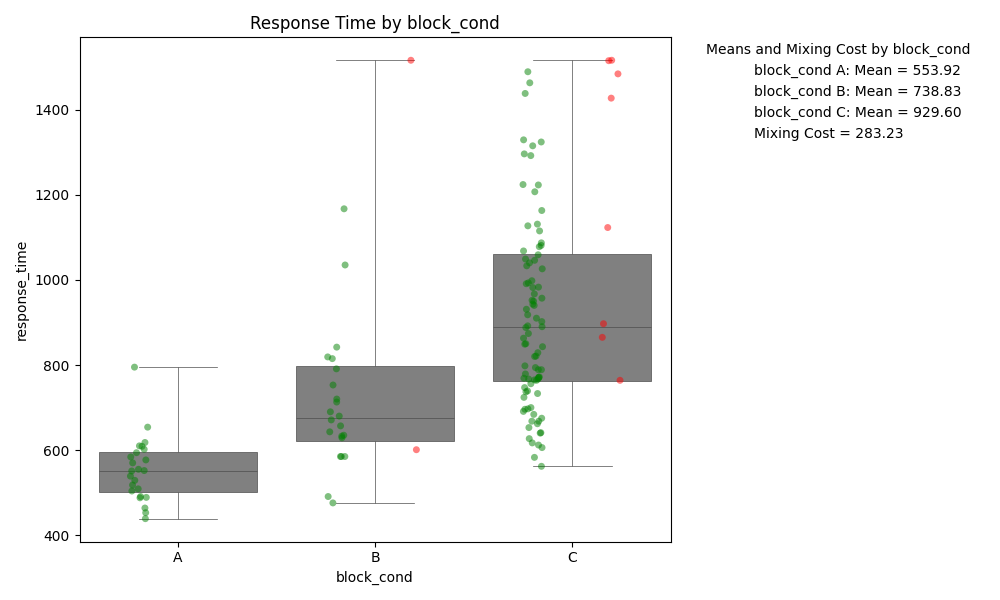 Response Time by block_cond
Means and Mixing Cost by block_cond
block_cond A: Mean = 553.92
block_cond B: Mean = 738.83
block_cond C: Mean = 929.60
Mixing Cost = 283.23
response_time
1400
1200
1000
800
600
400
A
B
C
block_cond